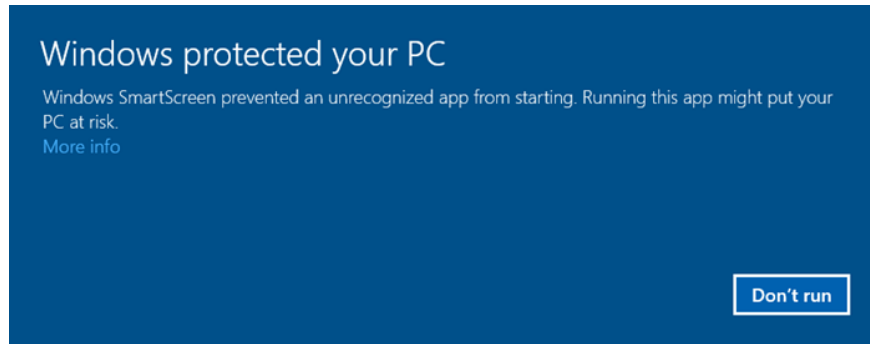 Windows protected your PC
Windows SmartScreen prevented an unrecognized app from starting. Running this app might put your
PC at risk.
More info
Don't run